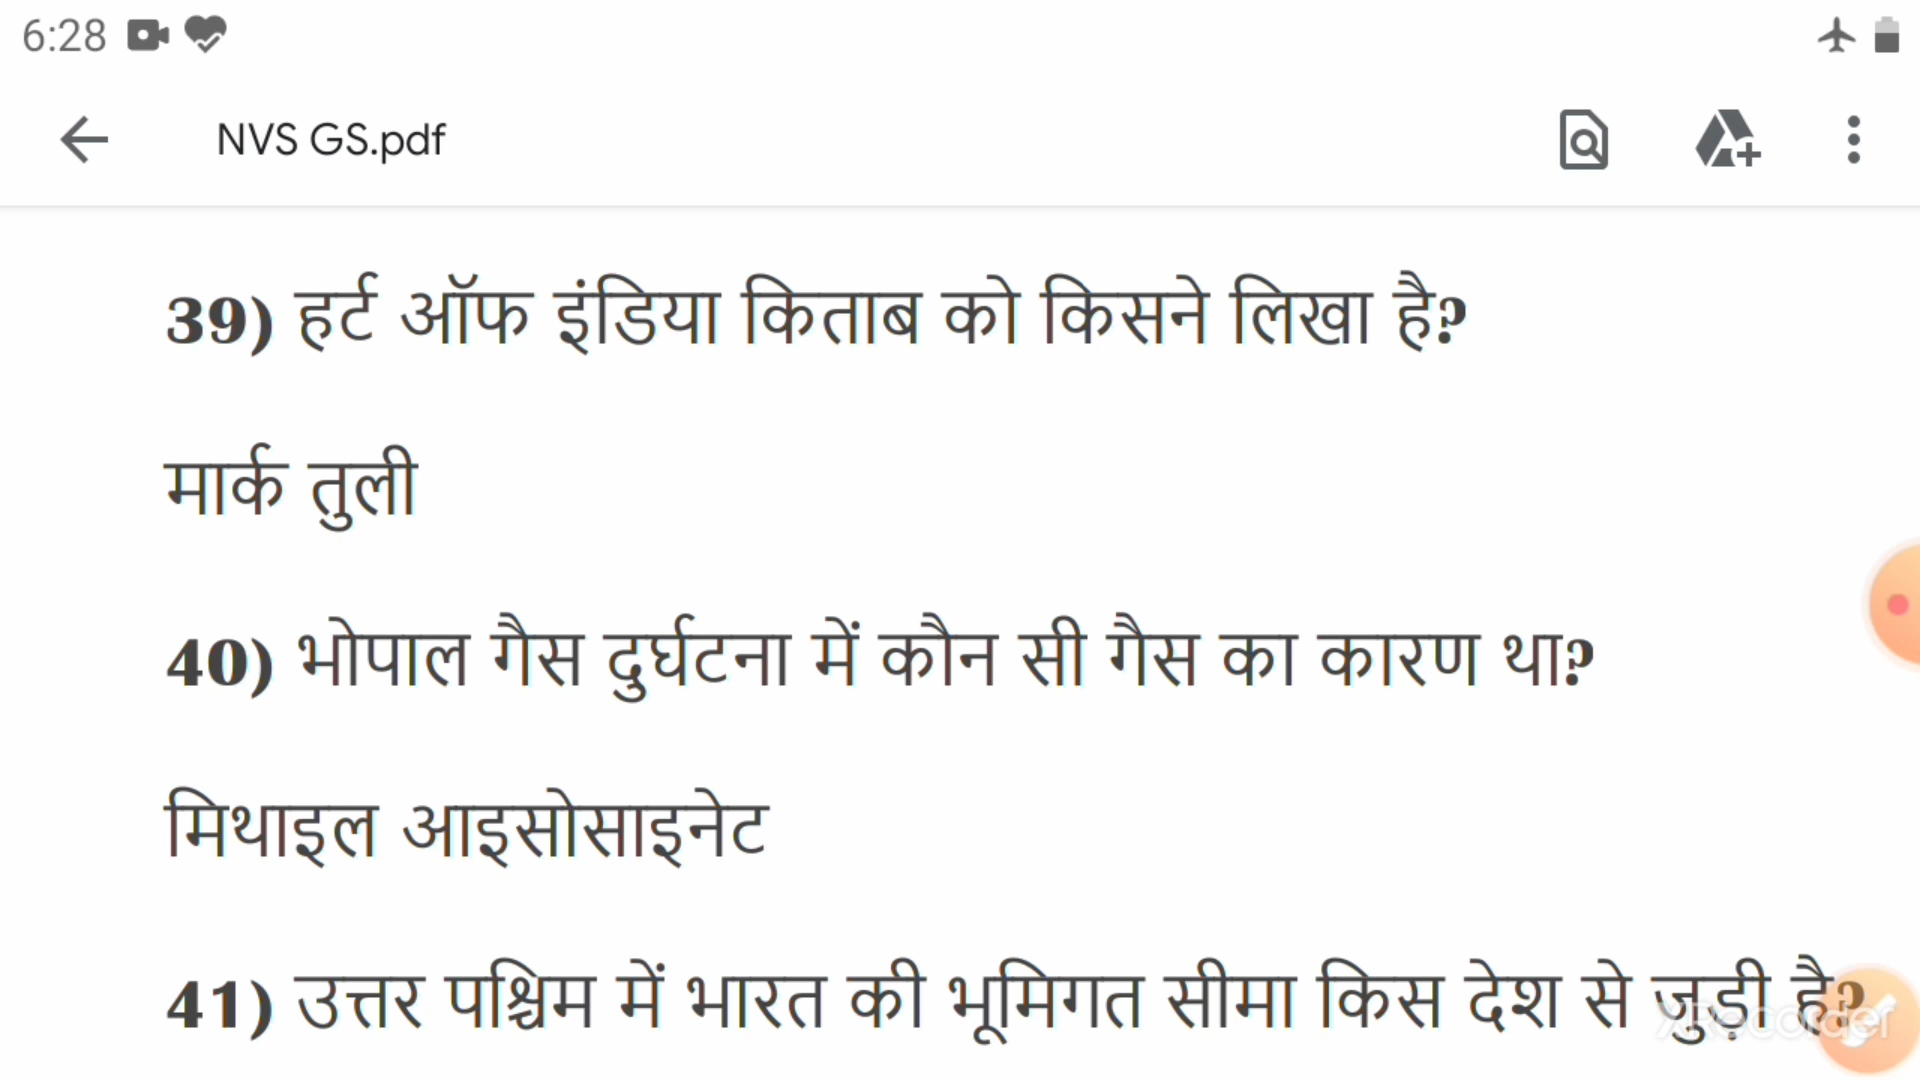 6:28
NVS GS.pdf
39) हर्ट ऑफ इंडिया किताब को किसने लिखा है?
मार्क तुली
40) भोपाल गैस दुर्घटना में कौन सी गैस का कारण था?
मिथाइल आइसोसाइनेट
41) उत्तर पश्चिम में भारत की भूमिगत सीमा किस देश से जुड़ी है?
XRecorder